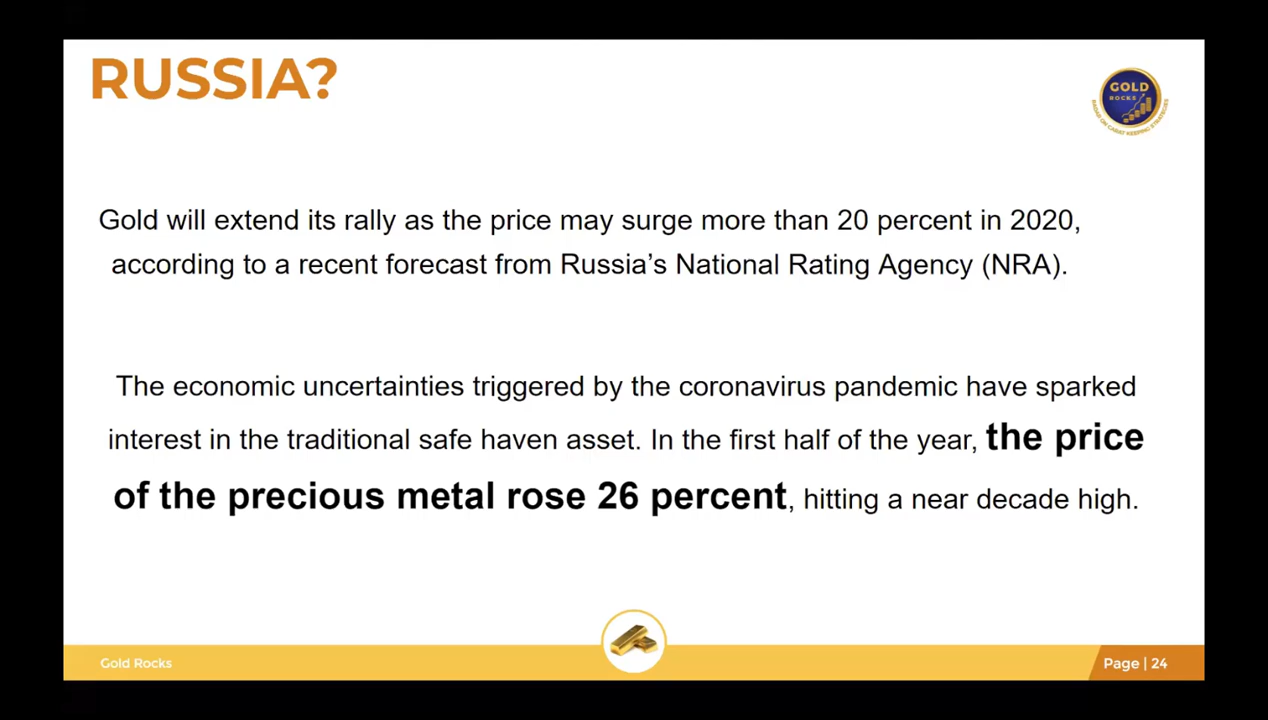 RUSSIA?
GOLD
ROCKS
Gold will extend its rally as the price may surge more than 20 percent in 2020,
according to a recent forecast from Russia’s National Rating Agency (NRA).
The economic uncertainties triggered by the coronavirus pandemic have sparked
interest in the traditional safe haven asset. In the first half of the year, the price
of the precious metal rose 26 percent, hitting a near decade high.
Gold Rocks
Page | 24